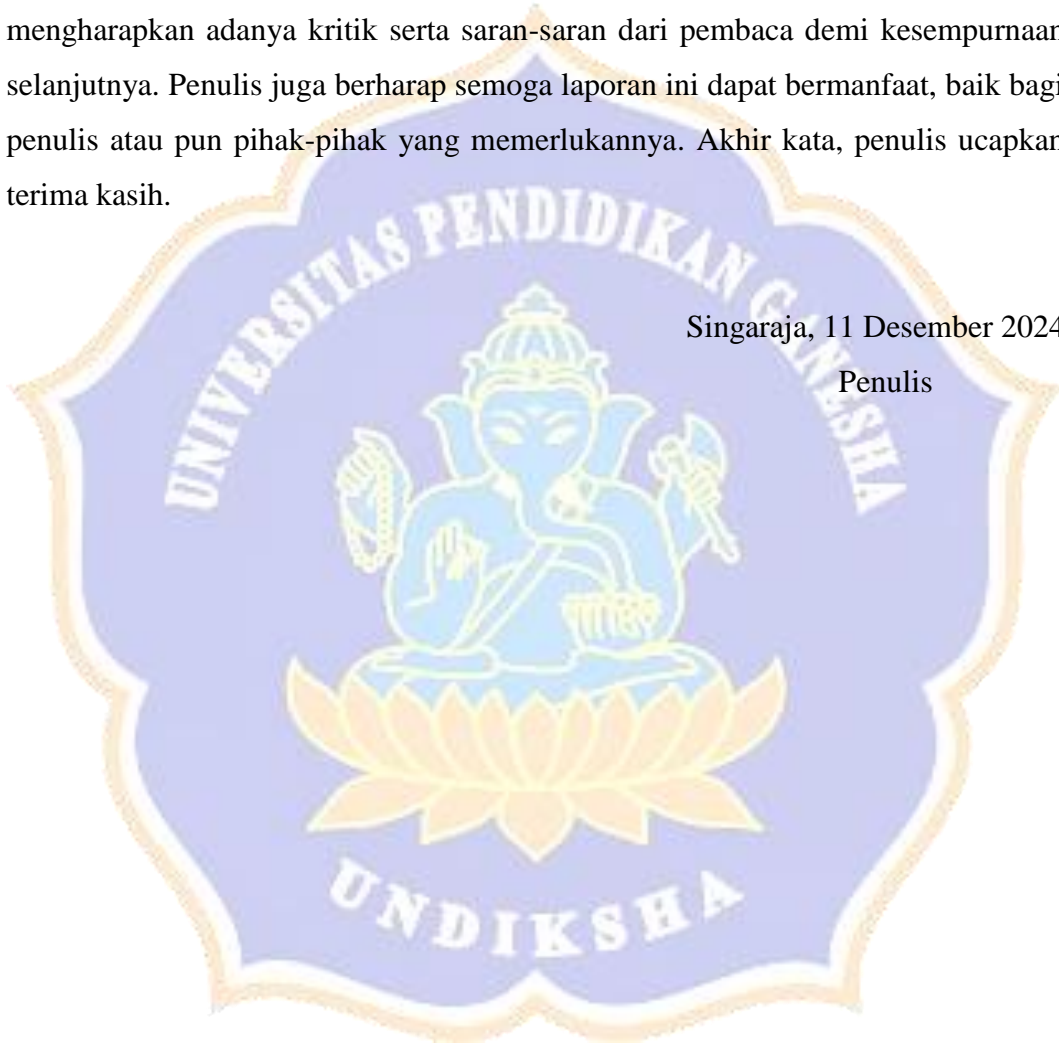 mengharapkan adanya kritik serta saran-saran dari pembaca demi kesempurnaan
selanjutnya. Penulis juga berharap semoga laporan ini dapat bermanfaat, baik bagi
penulis atau pun pihak-pihak yang memerlukannya. Akhir kata, penulis ucapkan
terima kasih.
UNIVERSITAS PENDIDIKAN GANESHA
Singaraja, 11 Desember 2024
Penulis
UNDIKSHA